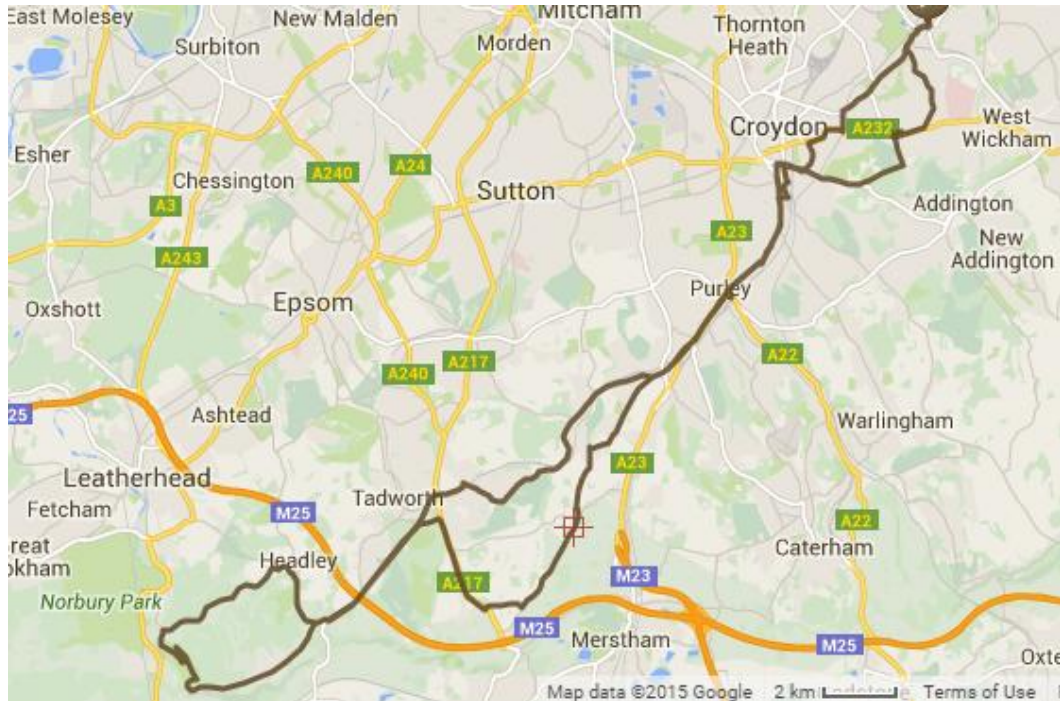 East Molesey
New Malden
Mitcham
Surbiton
Morden
Thornton
Heath
Croydon
A232
West
Wickham
Esher
Chessington
A240
A24
Sutton
A3
A243
A23
Addington
New
Addington
Purley
Oxshott
Epsom
A22
A240
A217
M25
Ashtead
Warlingham
Leatherhead
A23
Tadworth
Fetcham
M25
A22
Great
Caterham
Headley
A217
M23
Norbury Park
M25
Merstham
M25
Map data ©2015 Google
2 km
Terms of Use